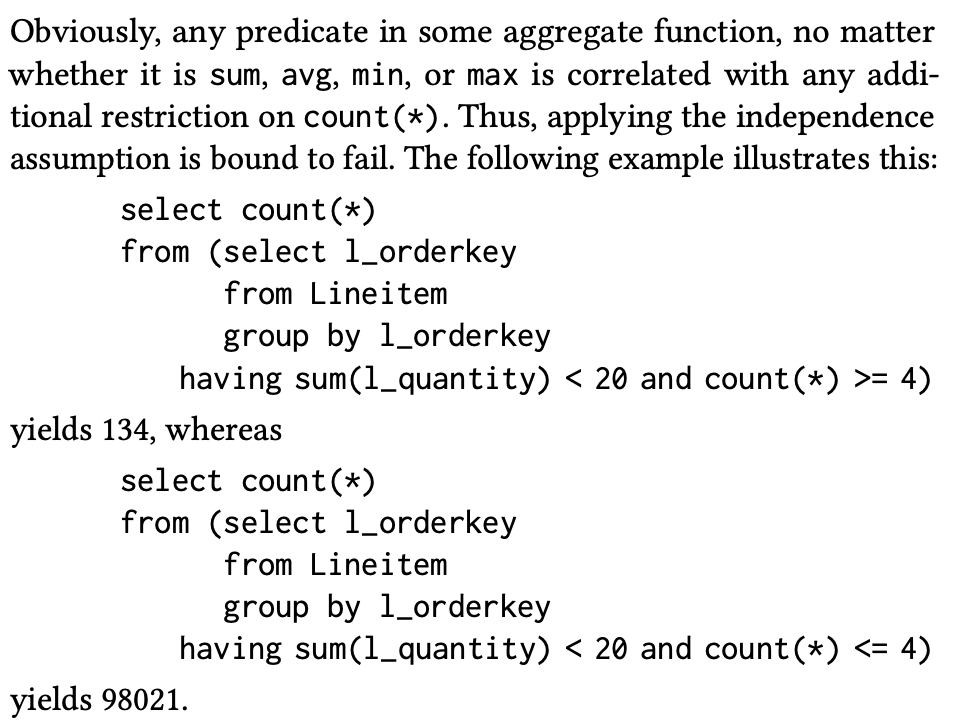 Obviously, any predicate in some aggregate function, no matter
whether it is sum, avg, min, or max is correlated with any addi-
tional restriction on count(*). Thus, applying the independence
assumption is bound to fail. The following example illustrates this:
select count(*)
from (select l_orderkey
from Lineitem
group by l_orderkey
having sum(l_quantity) < 20 and count(*) >= 4)
yields 134, whereas
select count(*)
from (select l_orderkey
from Lineitem
group by l_orderkey
having sum(l_quantity) < 20 and count(*) <= 4)
yields 98021.